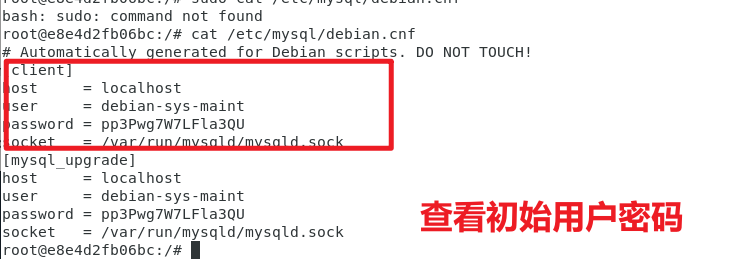 root@e8e4d2fb06bc:/# sudo cat /etc/mysql/debian.cnf
bash: sudo: command not found
root@e8e4d2fb06bc:/# cat /etc/mysql/debian.cnf
# Automatically generated for Debian scripts. DO NOT TOUCH!
[client]
host     = localhost
user     = debian-sys-maint
password = pp3Pwg7W7LFla3QU
socket   = /var/run/mysqld/mysqld.sock
[mysql_upgrade]
host     = localhost
user     = debian-sys-maint
password = pp3Pwg7W7LFla3QU
socket   = /var/run/mysqld/mysqld.sock
查看初始用户密码
root@e8e4d2fb06bc:/#